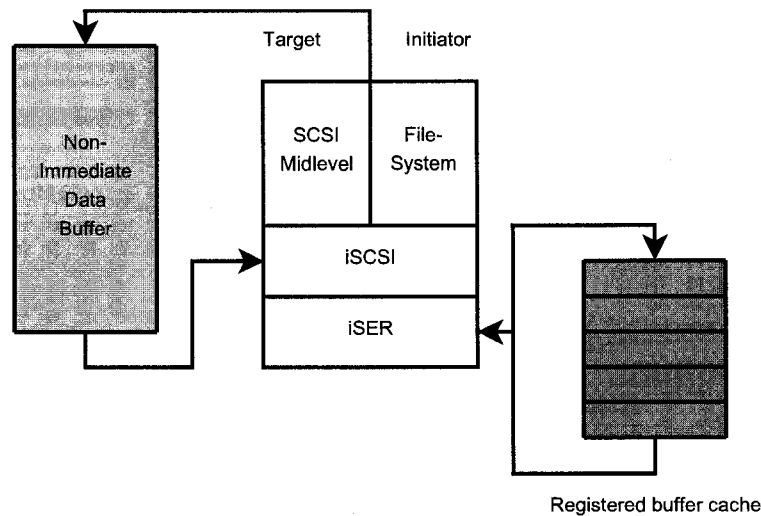 Target
Initiator
Non-
Immediate
Data
Buffer
SCSI
Midlevel
File-
System
iSCSI
iSER
Registered buffer cache